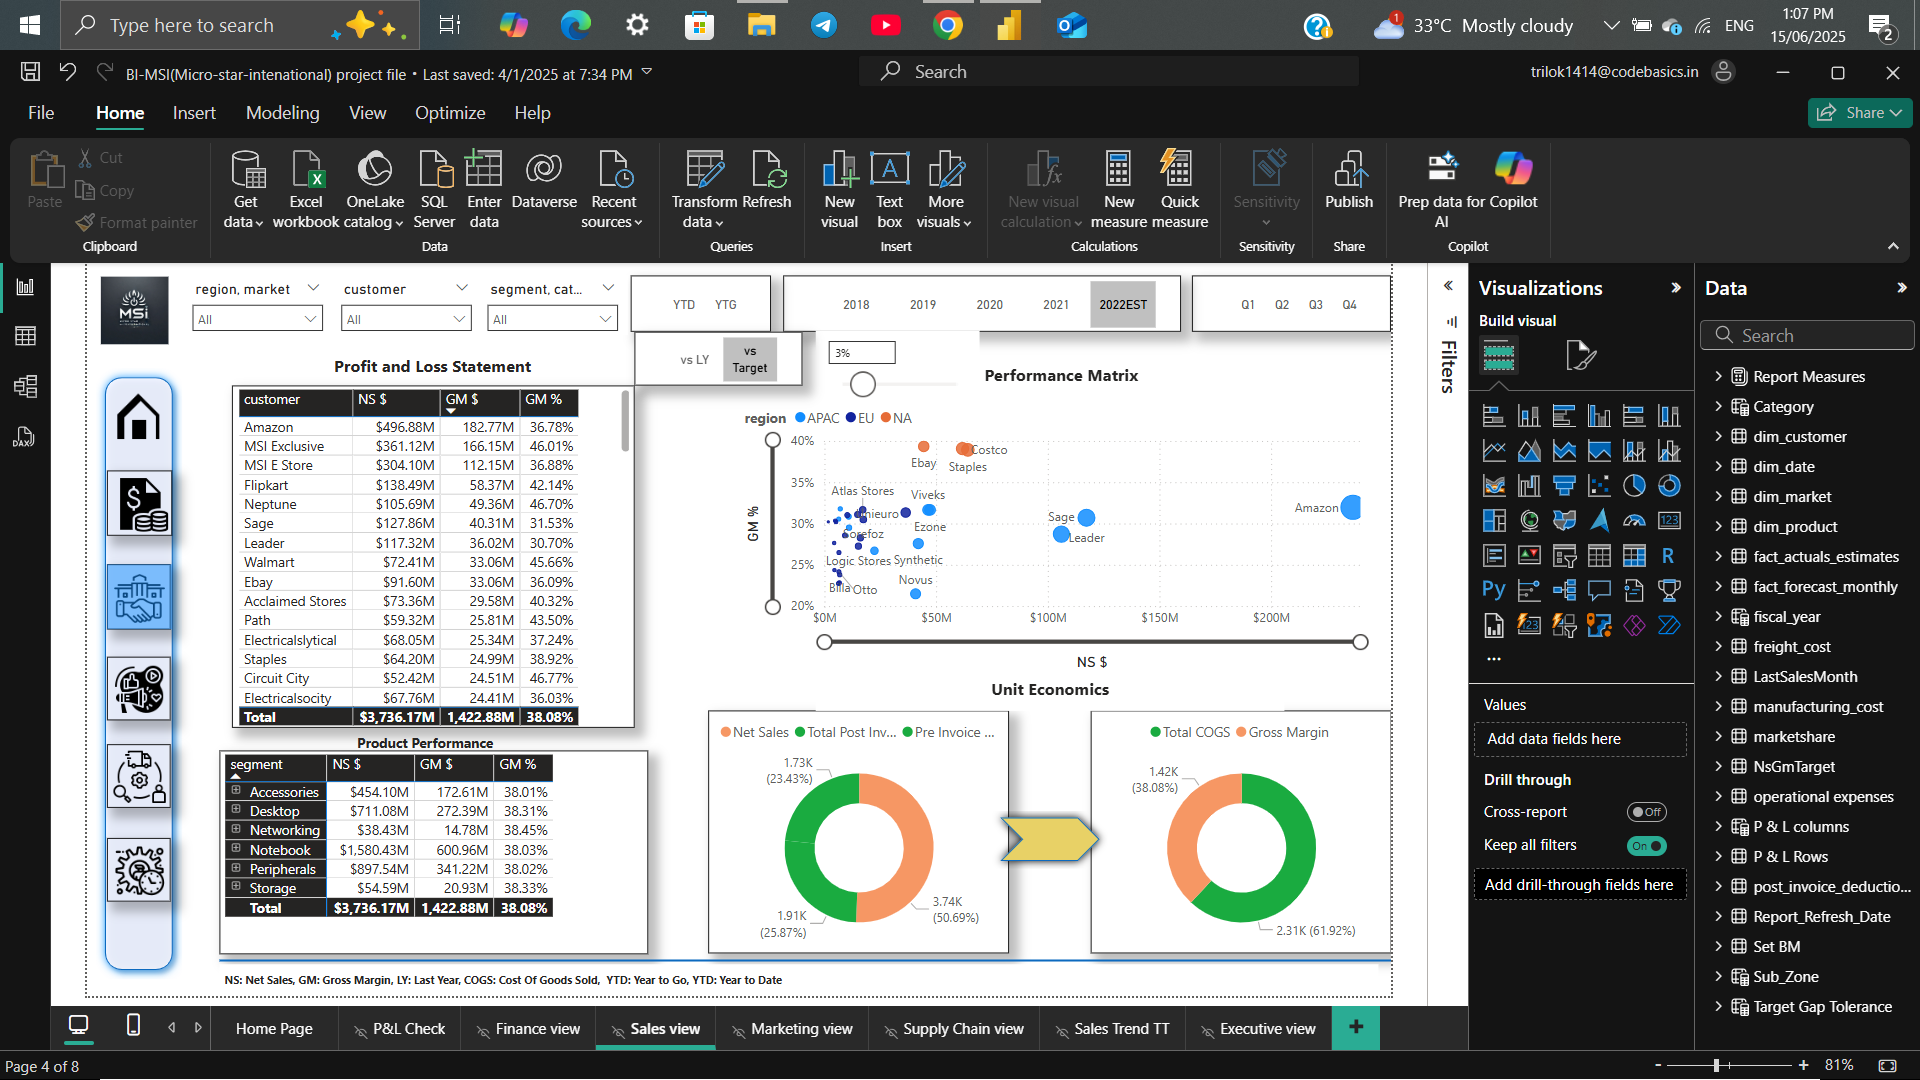 Type here to search
33°C Mostly cloudy
ENG
1:07 PM
15/06/2025
2
BI-MSI(Micro-star-intenational) project file • Last saved: 4/1/2025 at 7:34 PM
Search
trilok1414@codebasics.in
File Home Insert Modeling View Optimize Help
Share
Paste
Cut
Copy
Format painter
Clipboard
Get data
Excel workbook
OneLake catalog
SQL Server
Enter data
Dataverse
Recent sources
Data
Transform data
Refresh
Queries
New visual
Text box
More visuals
Insert
New visual calculation
New measure
Quick measure
Calculations
Sensitivity
Sensitivity
Publish
Share
Prep data for AI
Copilot
Copilot
MSi
region, market
All
customer
All
segment, cat...
All
YTD YTG
2018 2019 2020 2021 2022EST
Q1 Q2 Q3 Q4
vs LY
vs Target
3%
Profit and Loss Statement
customer NS $ GM $ GM %
Amazon $496.88M 182.77M 36.78%
MSI Exclusive $361.12M 166.15M 46.01%
MSI E Store $304.10M 112.15M 36.88%
Flipkart $138.49M 58.37M 42.14%
Neptune $105.69M 49.36M 46.70%
Sage $127.86M 40.31M 31.53%
Leader $117.32M 36.02M 30.70%
Walmart $72.41M 33.06M 45.66%
Ebay $91.60M 33.06M 36.09%
Acclaimed Stores $73.36M 29.58M 40.32%
Path $59.32M 25.81M 43.50%
Electricalslytical $68.05M 25.34M 37.24%
Staples $64.20M 24.99M 38.92%
Circuit City $52.42M 24.51M 46.77%
Electricalsocity $67.76M 24.41M 36.03%
Total $3,736.17M 1,422.88M 38.08%
Product Performance
segment NS $ GM $ GM %
Accessories $454.10M 172.61M 38.01%
Desktop $711.08M 272.39M 38.31%
Networking $38.43M 14.78M 38.45%
Notebook $1,580.43M 600.96M 38.03%
Peripherals $897.54M 341.22M 38.02%
Storage $54.59M 20.93M 38.33%
Total $3,736.17M 1,422.88M 38.08%
Performance Matrix
region APAC EU NA
GM %
40%
35%
30%
25%
20%
Ebay
Costco
Staples
Atlas Stores
Viveks
Ezone
Amazon
Sage
Leader
Logic Stores
Synthetic
Novus
Billa
Otto
$0M $50M $100M $150M $200M
NS $
Unit Economics
Net Sales Total Post Inv... Pre Invoice ...
1.73K (23.43%)
1.91K (25.87%)
3.74K (50.69%)
Total COGS Gross Margin
1.42K (38.08%)
2.31K (61.92%)
NS: Net Sales, GM: Gross Margin, LY: Last Year, COGS: Cost Of Goods Sold, YTD: Year to Go, YTD: Year to Date
Filters
Visualizations
Build visual
Values
Add data fields here
Drill through
Cross-report
Off
Keep all filters
On
Add drill-through fields here
Data
Search
Report Measures
Category
dim_customer
dim_date
dim_market
dim_product
fact_actuals_estimates
fact_forecast_monthly
fiscal_year
freight_cost
LastSalesMonth
manufacturing_cost
marketshare
NsGmTarget
operational expenses
P & L columns
P & L Rows
post_invoice_deductio...
Report_Refresh_Date
Set BM
Sub_Zone
Target Gap Tolerance
Home Page
P&L Check
Finance view
Sales view
Marketing view
Supply Chain view
Sales Trend TT
Executive view
Page 4 of 8
81%